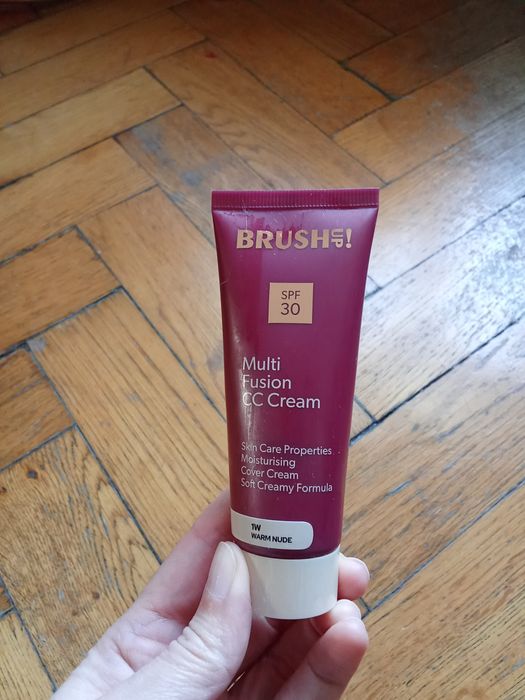 BRUSH UP!
SPF
30
Multi
Fusion
CC Cream
Skin Care Properties
Moisturising
Cover Cream
Soft Creamy Formula
1W
WARM NUDE